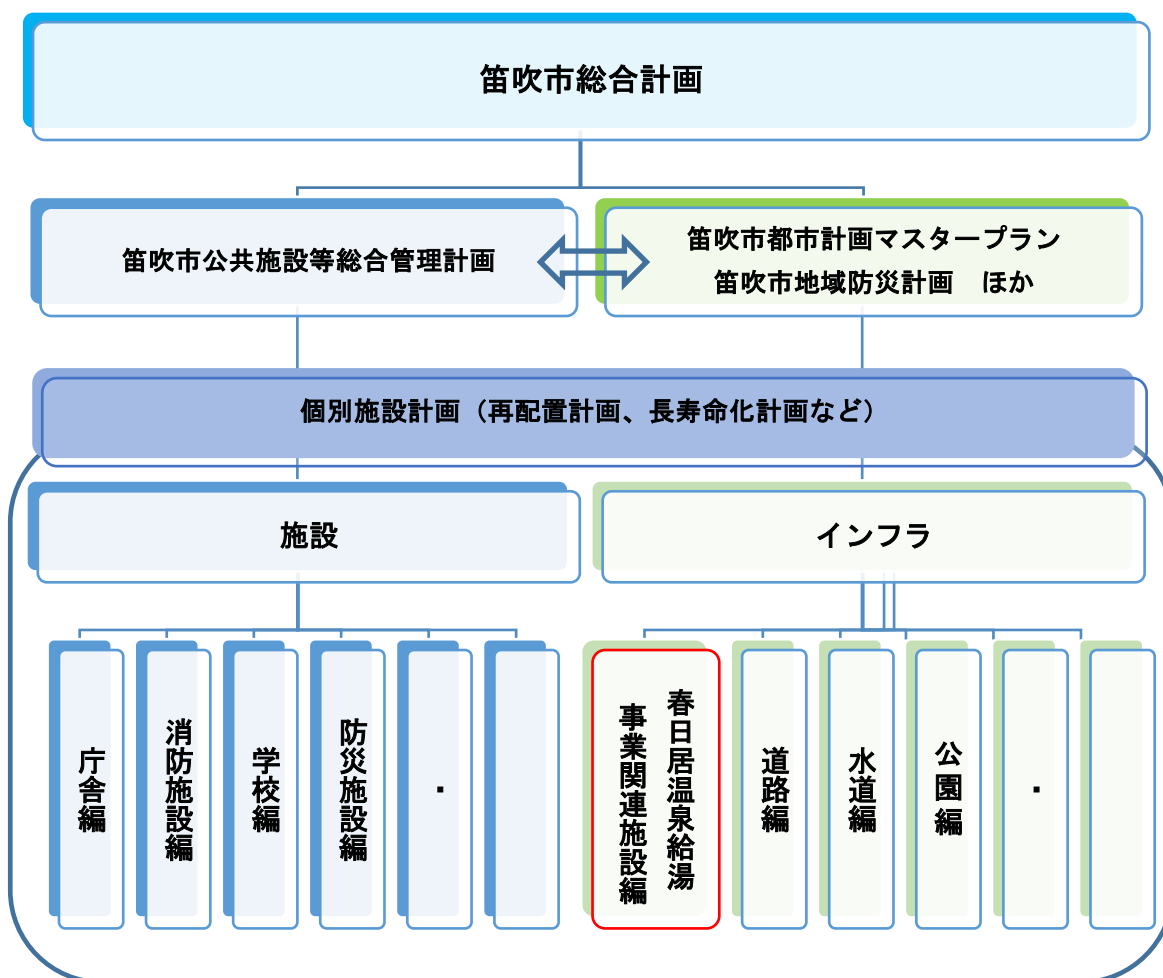 笛吹市総合計画
笛吹市公共施設等総合管理計画
笛吹市都市計画マスタープラン
笛吹市地域防災計画　ほか
個別施設計画（再配置計画、長寿命化計画など）
施設
インフラ
庁舎編
消防施設編
学校編
防災施設編
・
春日居温泉給湯
事業関連施設編
道路編
水道編
公園編
・